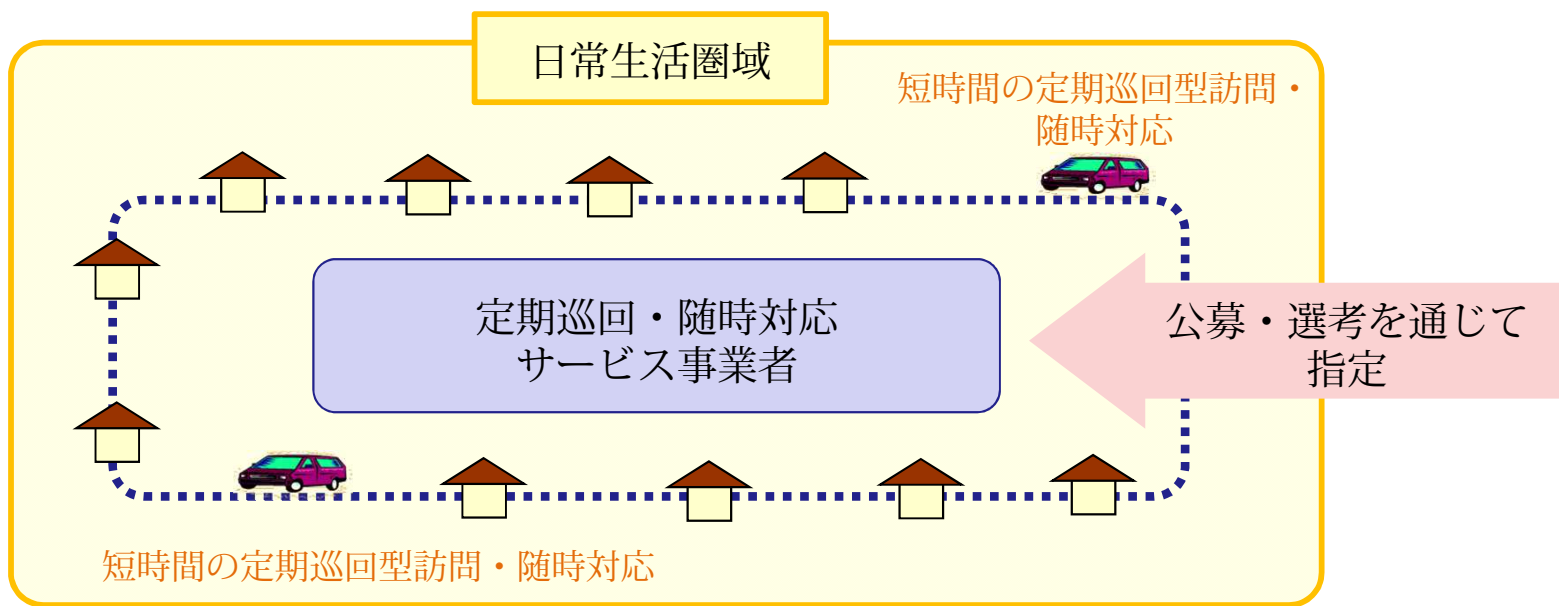 日常生活圏域
短時間の定期巡回型訪問・
随時対応
定期巡回・随時対応
サービス事業者
公募・選考を通じて
指定
短時間の定期巡回型訪問・随時対応